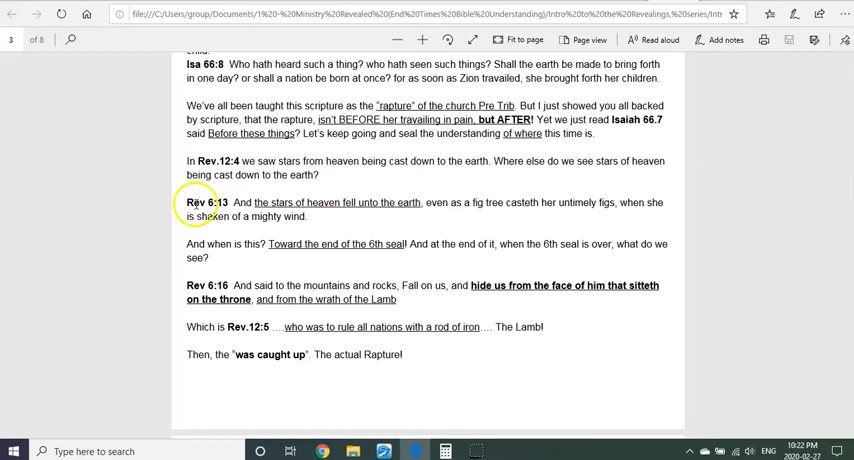 file:///C:/Users/group/Documents/1%20-%20Ministry%20Revealed%20(End%20Times%20Bible%20Understanding)/Intro%20to%20the%20Revealings,%20series/Intr
3 of 8 Fit to page Page view Read aloud Add notes
child.
Isa 66:8 Who hath heard such a thing? who hath seen such things? Shall the earth be made to bring forth
in one day? or shall a nation be born at once? for as soon as Zion travailed, she brought forth her children.
We've all been taught this scripture as the "rapture" of the church Pre Trib. But I just showed you all backed
by scripture, that the rapture, isn't BEFORE her travailing in pain, but AFTER! Yet we just read Isaiah 66.7
said Before these things? Let's keep going and seal the understanding of where this time is.
In Rev.12:4 we saw stars from heaven being cast down to the earth. Where else do we see stars of heaven
being cast down to the earth?
Rev 6:13 And the stars of heaven fell unto the earth, even as a fig tree casteth her untimely figs, when she
is shaken of a mighty wind.
And when is this? Toward the end of the 6th seal! And at the end of it, when the 6th seal is over, what do we
see?
Rev 6:16 And said to the mountains and rocks, Fall on us, and hide us from the face of him that sitteth
on the throne, and from the wrath of the Lamb
Which is Rev.12:5 ....who was to rule all nations with a rod of iron.... The Lamb!
Then, the "was caught up". The actual Rapture!
Type here to search
ENG
10:22 PM
2020-02-27